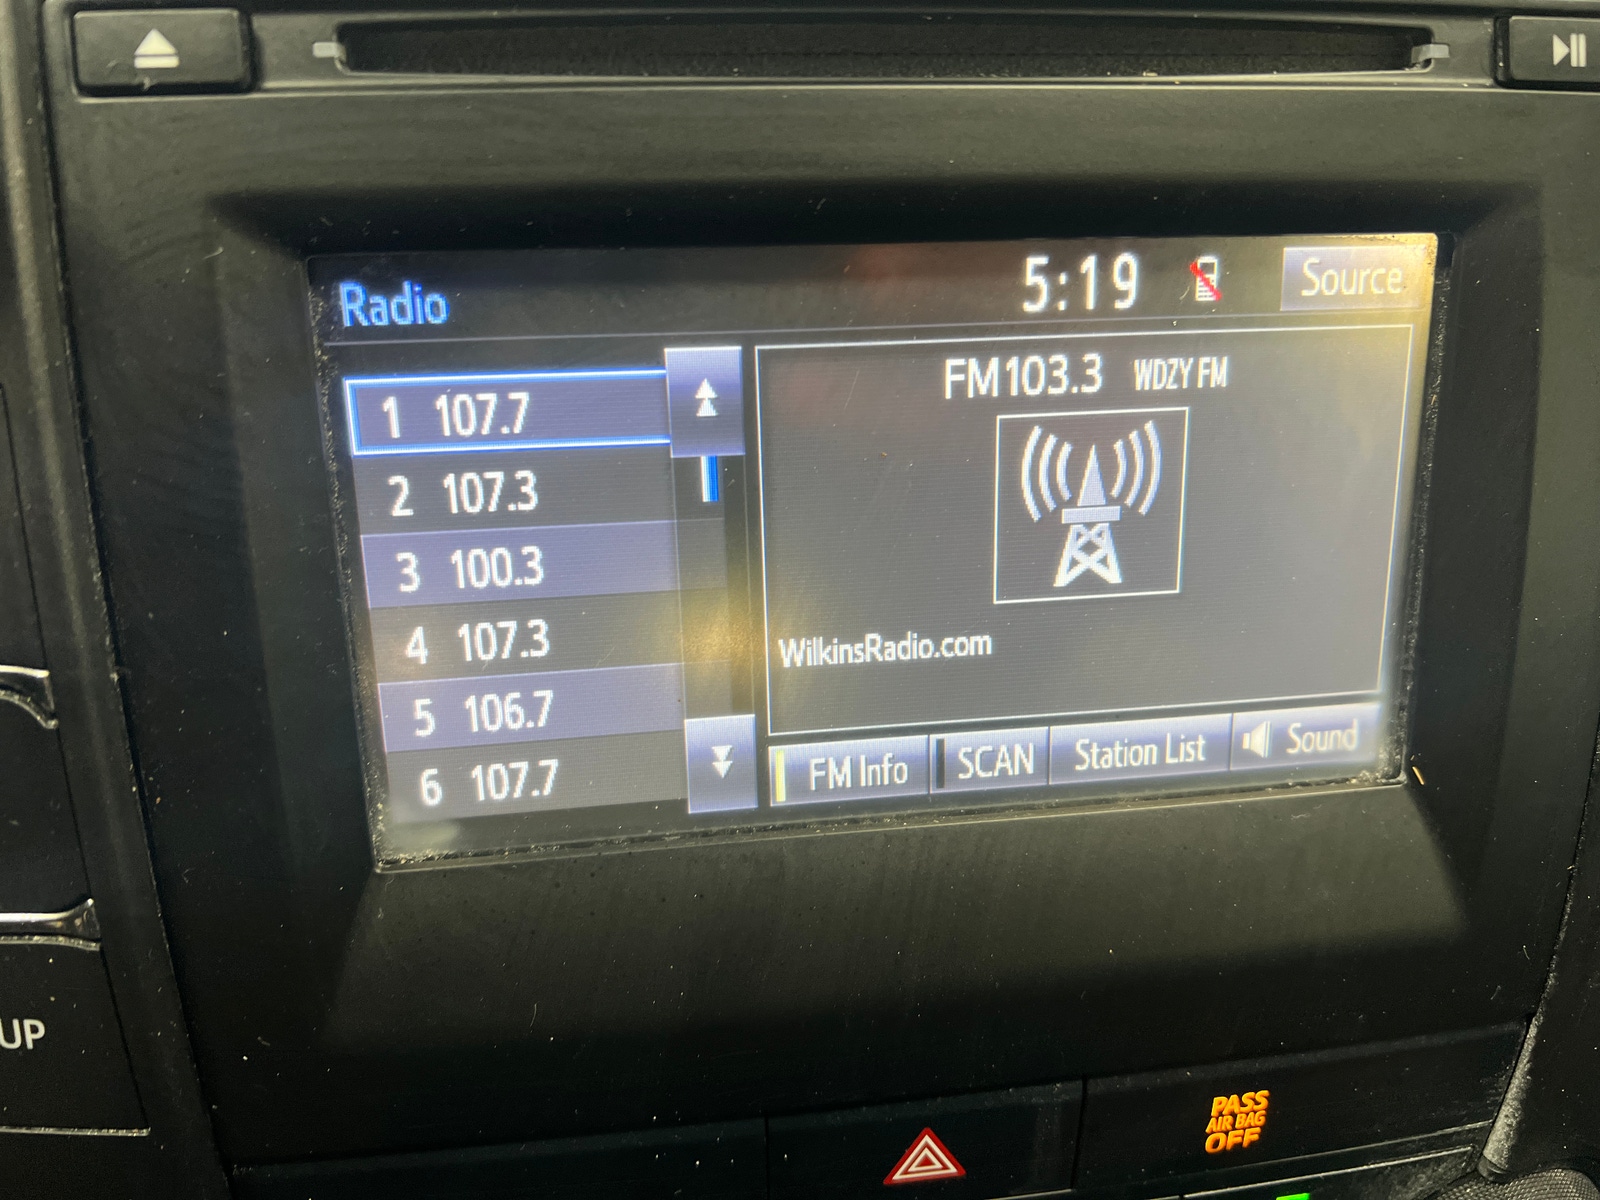 Radio
5:19
Source
1 107.7
2 107.3
3 100.3
4 107.3
5 106.7
6 107.7
FM103.3 WDZY FM
WilkinsRadio.com
FM Info
SCAN
Station List
Sound
UP
PASS
AIR BAG
OFF